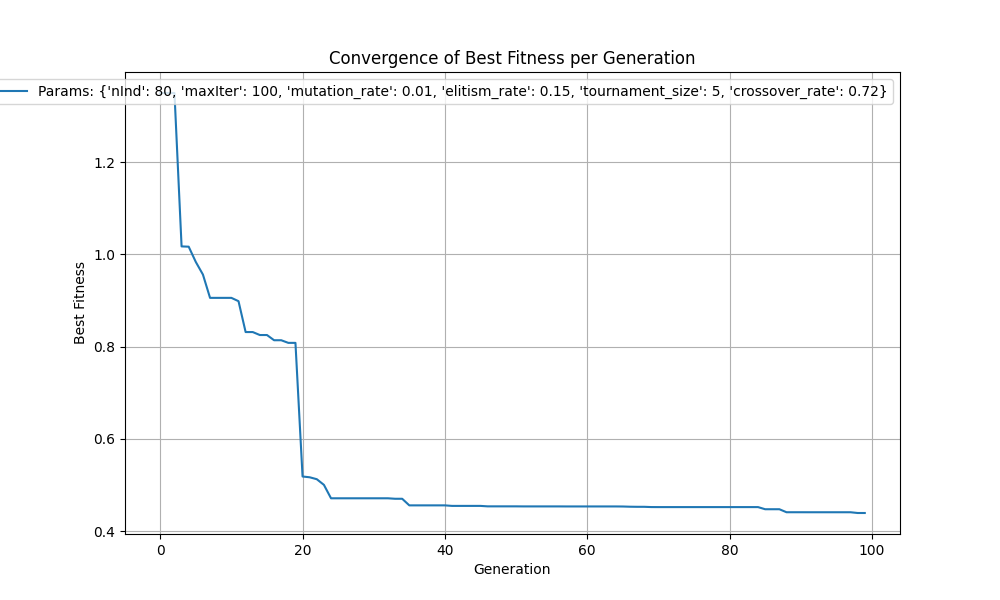 Convergence of Best Fitness per Generation
Params: {'nInd': 80, 'maxIter': 100, 'mutation_rate': 0.01, 'elitism_rate': 0.15, 'tournament_size': 5, 'crossover_rate': 0.72}
1.2
1.0
0.8
0.6
0.4
Best Fitness
0 20 40 60 80 100
Generation